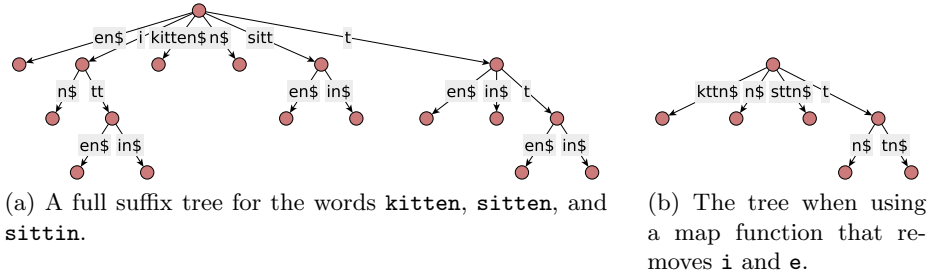 en$ i kitten$ n$ sitt t
n$ tt en$ in$ en$ in$ t
en$ in$ en$ in$
(a) A full suffix tree for the words kitten, sitten, and
sittin.
kttn$ n$ sttn$ t
n$ tn$
(b) The tree when using
a map function that re-
moves i and e.